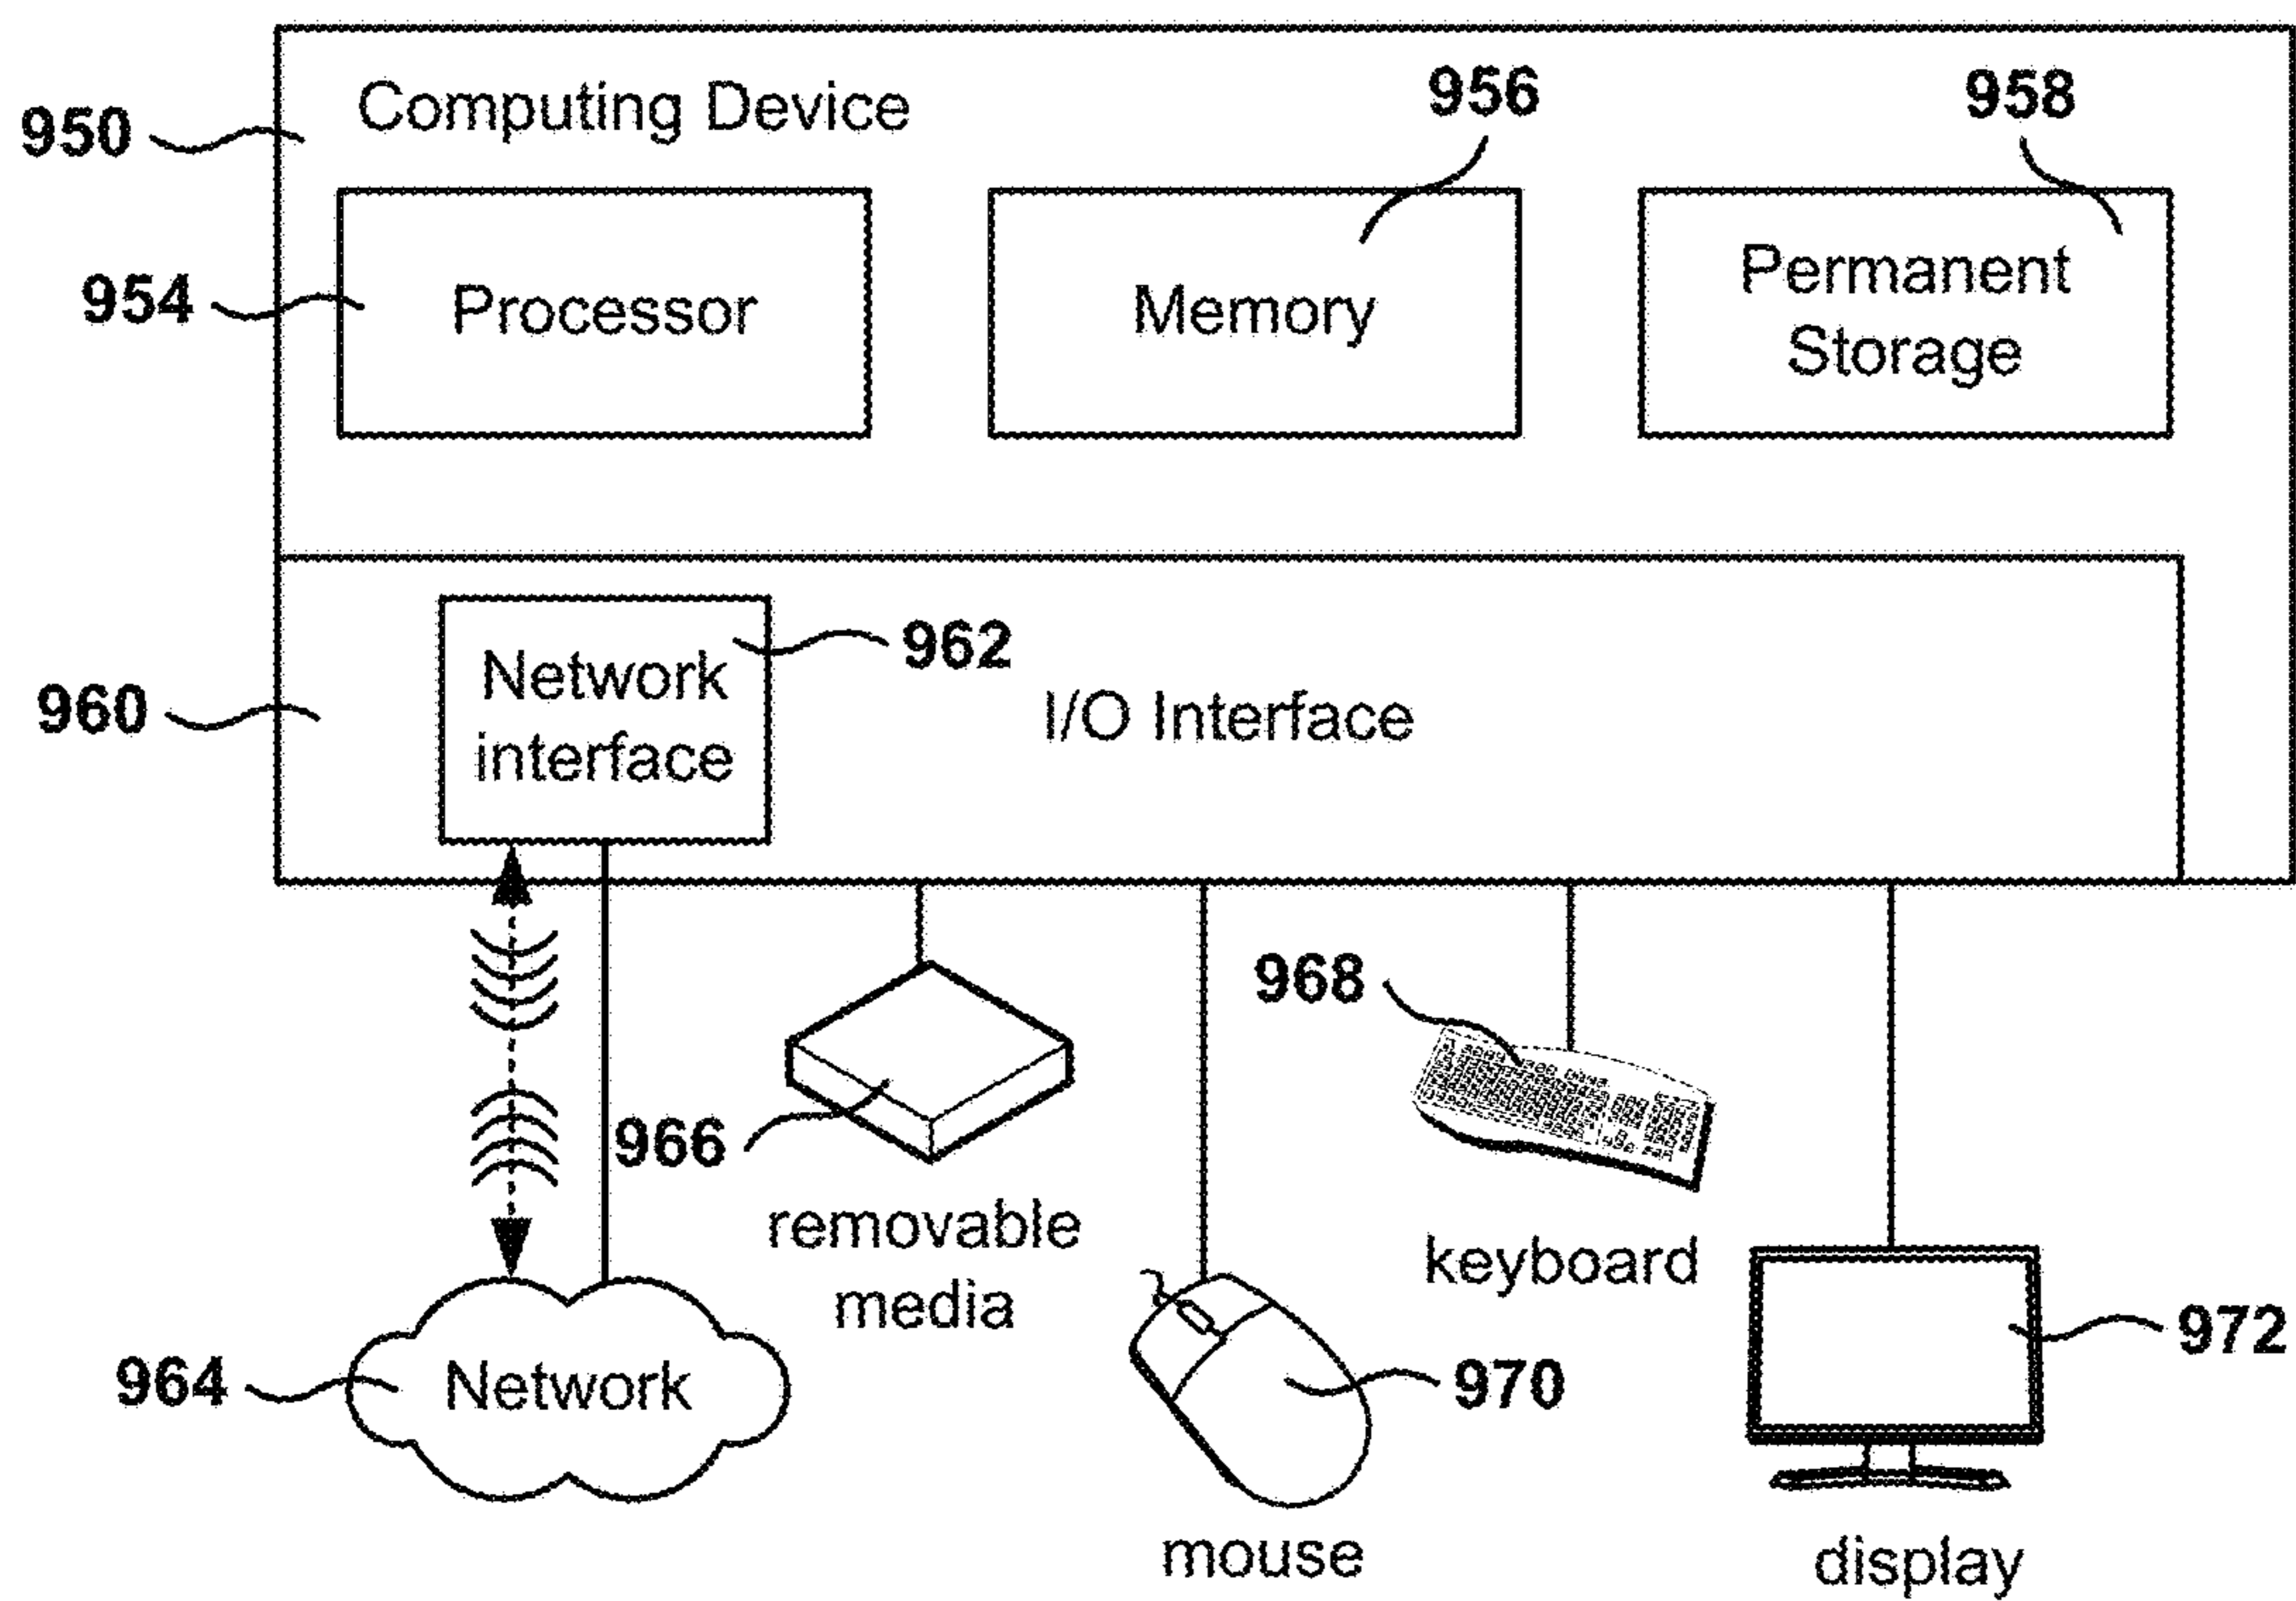 Computing Device
950
956
958
954
Processor
Memory
Permanent
Storage
962
Network
interface
960
I/O Interface
968
966
removable
media
keyboard
972
964
Network
970
mouse
display